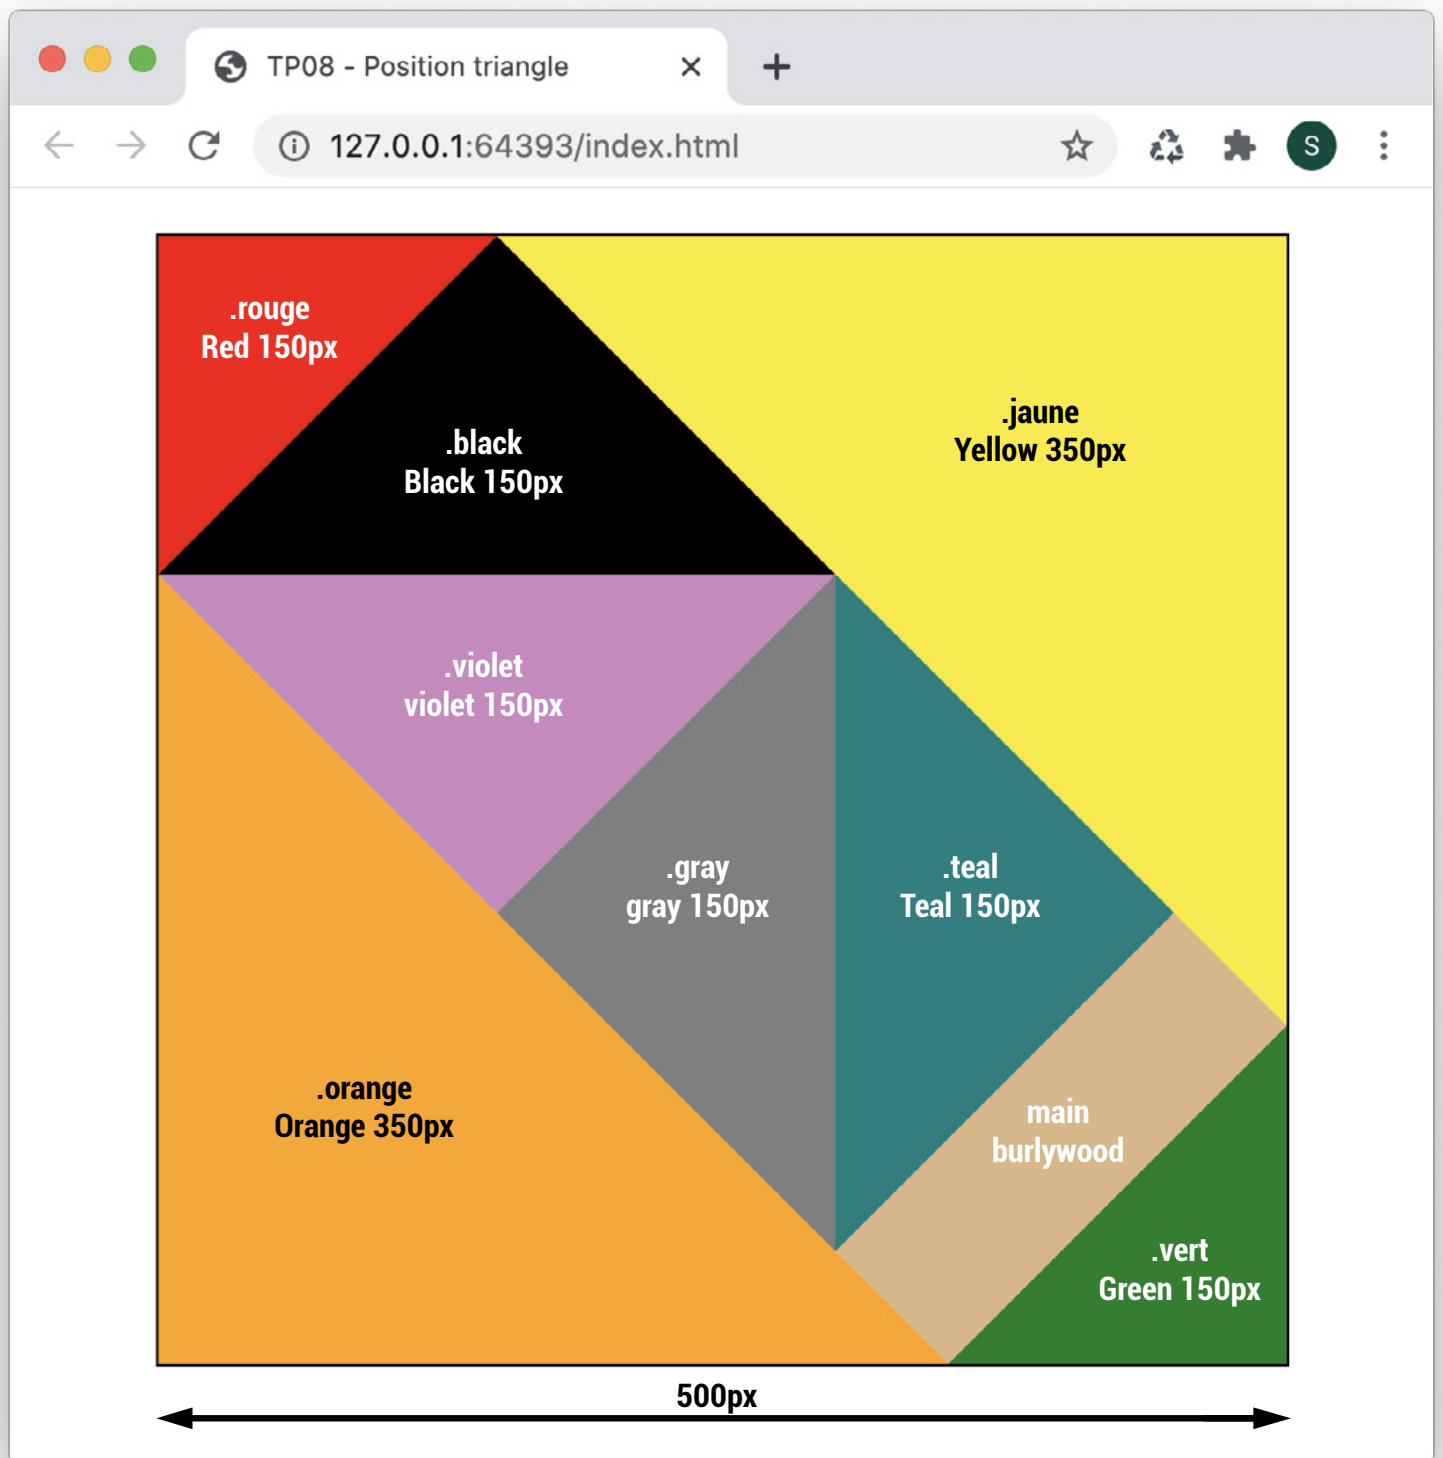 TP08 - Position triangle
127.0.0.1:64393/index.html
S
.rouge
Red 150px
.black
Black 150px
.jaune
Yellow 350px
.violet
violet 150px
.gray
gray 150px
.teal
Teal 150px
.orange
Orange 350px
main
burlywood
.vert
Green 150px
500px